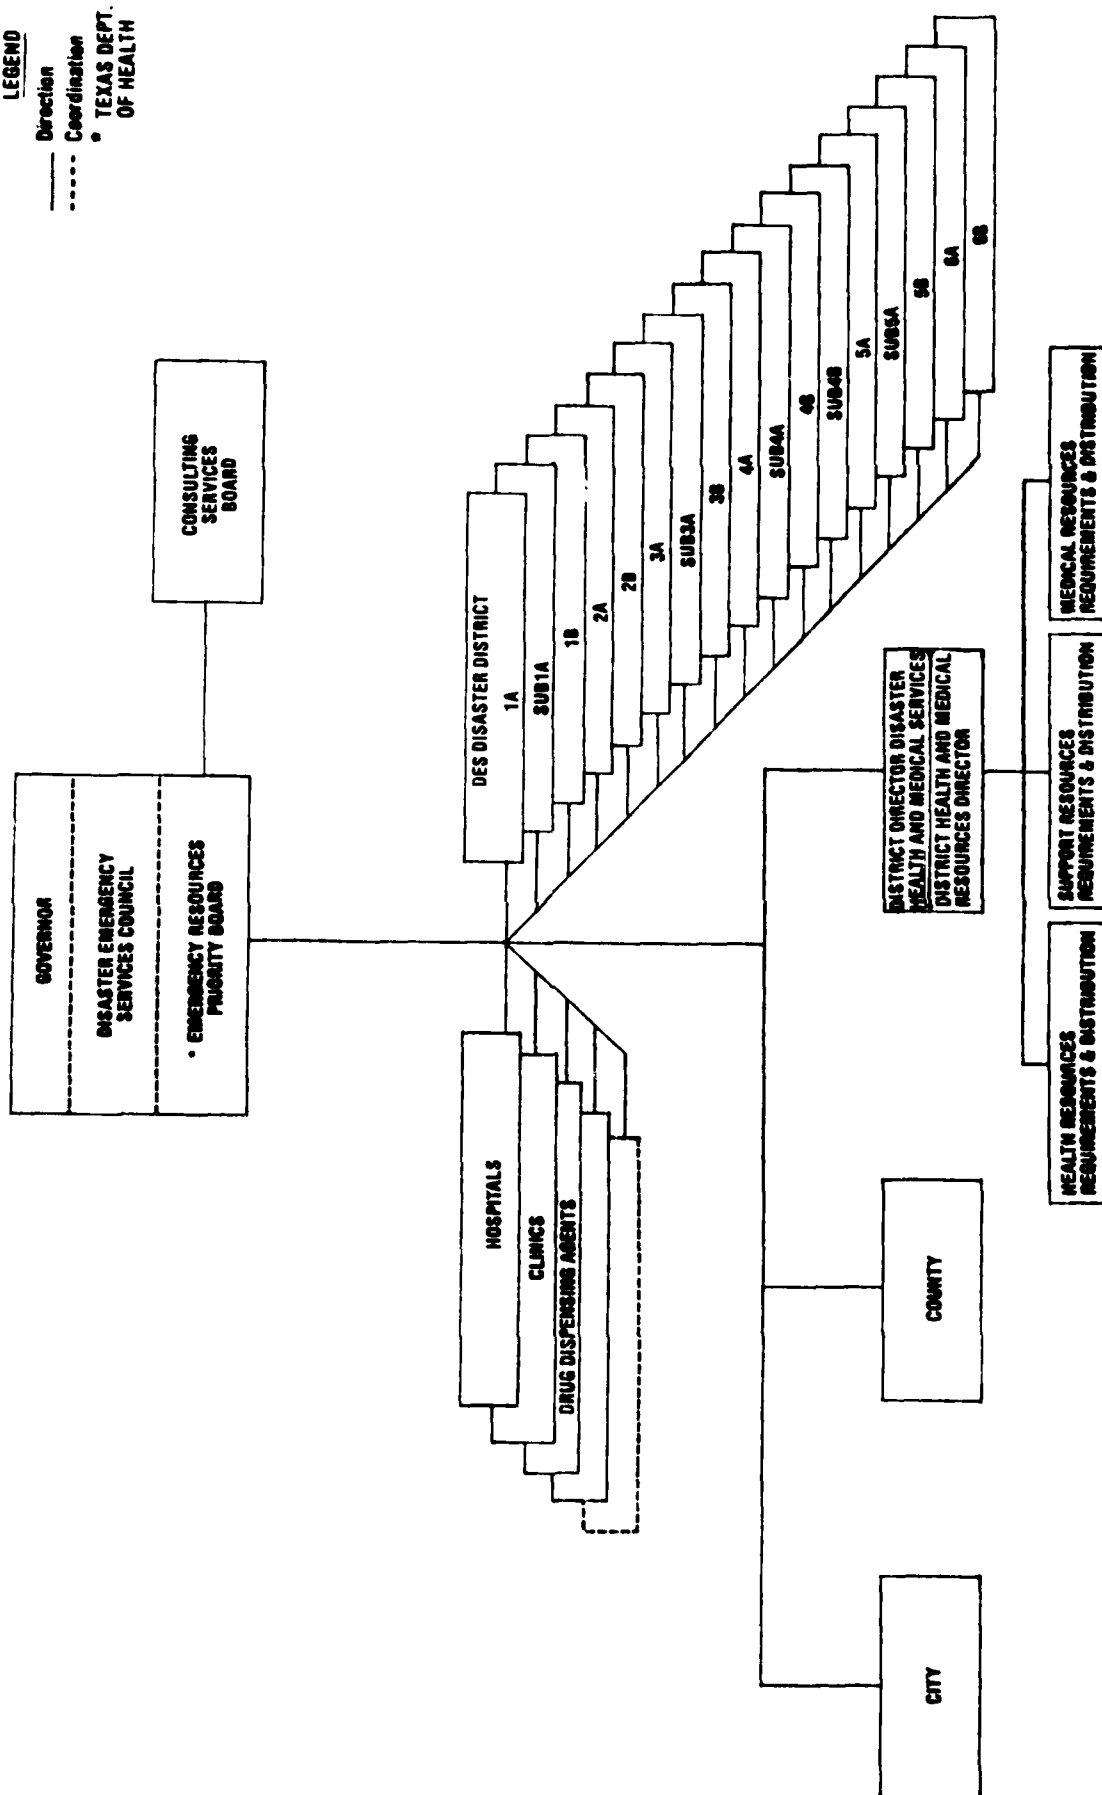 LEGEND
Direction
Coordination
* TEXAS DEPT.
OF HEALTH
GOVERNOR
DISASTER EMERGENCY
SERVICES COUNCIL
* EMERGENCY RESOURCES
PRIORITY BOARD
CONSULTING
SERVICES
BOARD
HOSPITALS
CLINICS
DRUG DISPENSING AGENTS
DES DISASTER DISTRICT
1A
SUB1A
1B
2A
2B
3A
SUB3A
3B
4A
SUB4A
4B
SUB4B
5A
SUB5A
5B
6A
6B
CITY
COUNTY
DISTRICT DIRECTOR DISASTER
HEALTH AND MEDICAL SERVICES
DISTRICT HEALTH AND MEDICAL
RESOURCES DIRECTOR
HEALTH RESOURCES
REQUIREMENTS & DISTRIBUTION
SUPPORT RESOURCES
REQUIREMENTS & DISTRIBUTION
MEDICAL RESOURCES
REQUIREMENTS & DISTRIBUTION